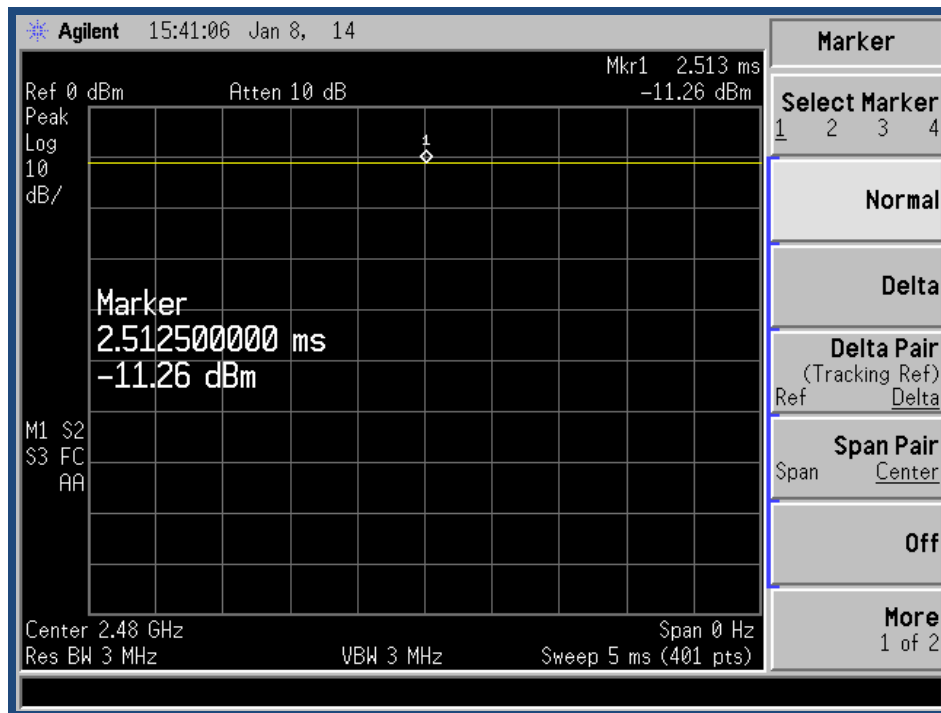 Agilent 15:41:06 Jan 8, 14
Mkr1 2.513 ms
Ref 0 dBm Atten 10 dB -11.26 dBm
Peak
Log
10
dB/
1
Marker
2.512500000 ms
-11.26 dBm
M1 S2
S3 FC
AA
Center 2.48 GHz Span 0 Hz
Res BW 3 MHz VBW 3 MHz Sweep 5 ms (401 pts)
Marker
Select Marker
1 2 3 4
Normal
Delta
Delta Pair
(Tracking Ref)
Ref Delta
Span Pair
Span Center
Off
More
1 of 2